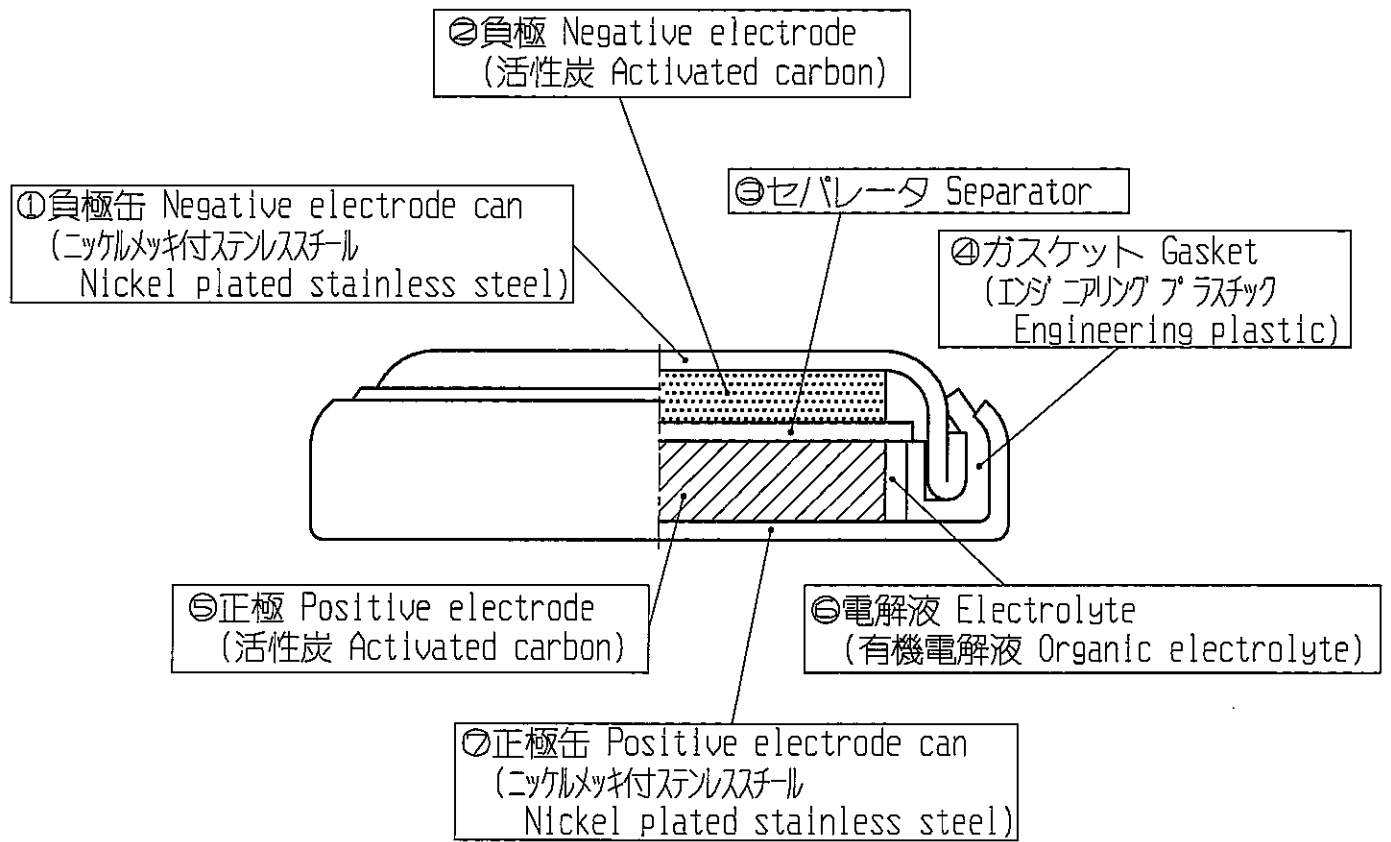 ②負極 Negative electrode
(活性炭 Activated carbon)
①負極缶 Negative electrode can
(ニッケルメッキ付ステンレススチール
Nickel plated stainless steel)
③セパレータ Separator
④ガスケット Gasket
(エンジニアリングプラスチック
Engineering plastic)
⑤正極 Positive electrode
(活性炭 Activated carbon)
⑥電解液 Electrolyte
(有機電解液 Organic electrolyte)
⑦正極缶 Positive electrode can
(ニッケルメッキ付ステンレススチール
Nickel plated stainless steel)